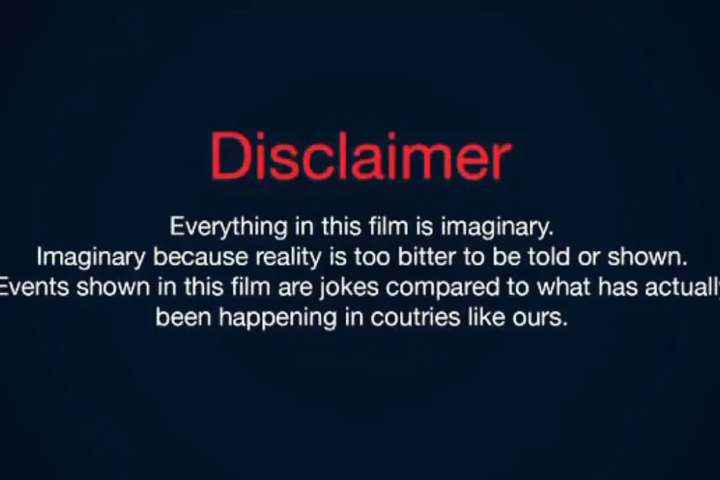 Disclaimer
Everything in this film is imaginary.
Imaginary because reality is too bitter to be told or shown.
Events shown in this film are jokes compared to what has actuall
been happening in coutries like ours.